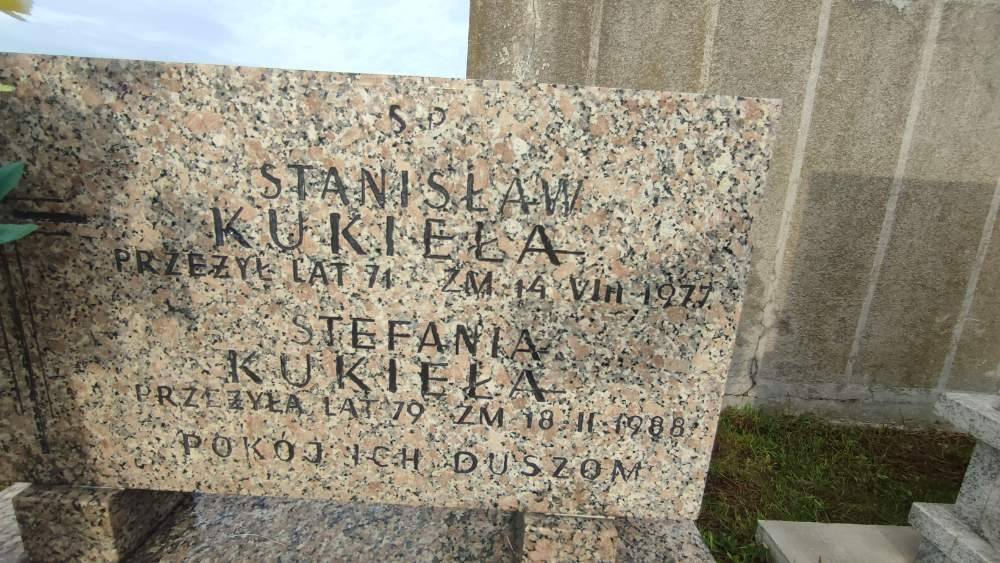 SP
STANISŁAW
KUKIEŁA
PRZEŻYŁ LAT 71 ZM 14 VIII 1977
STEFANIA
KUKIEŁA
PRZEŻYŁA LAT 79 ZM 18 II 1988
POKÓJ ICH DUSZOM